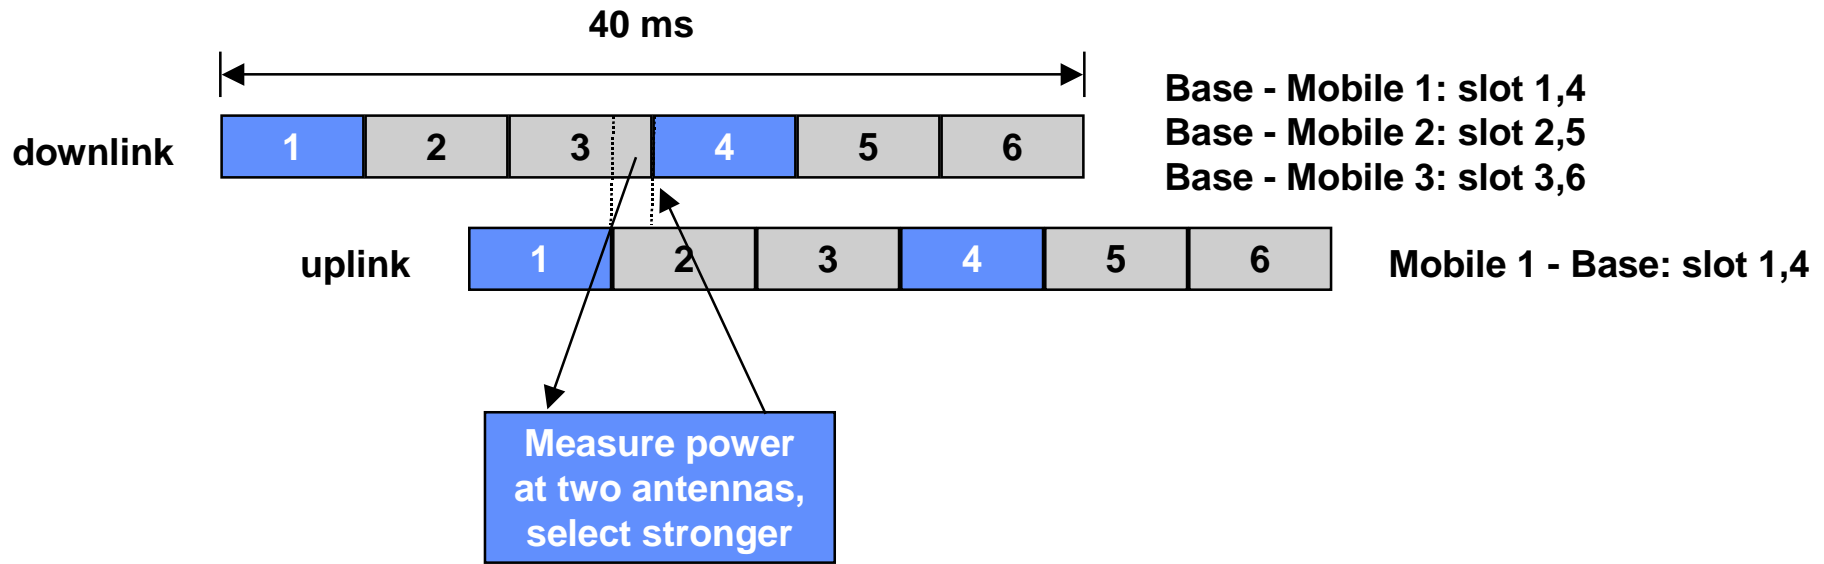 40 ms
downlink
1 2 3 4 5 6
Base - Mobile 1: slot 1,4
Base - Mobile 2: slot 2,5
Base - Mobile 3: slot 3,6
uplink
1 2 3 4 5 6
Mobile 1 - Base: slot 1,4
Measure power
at two antennas,
select stronger